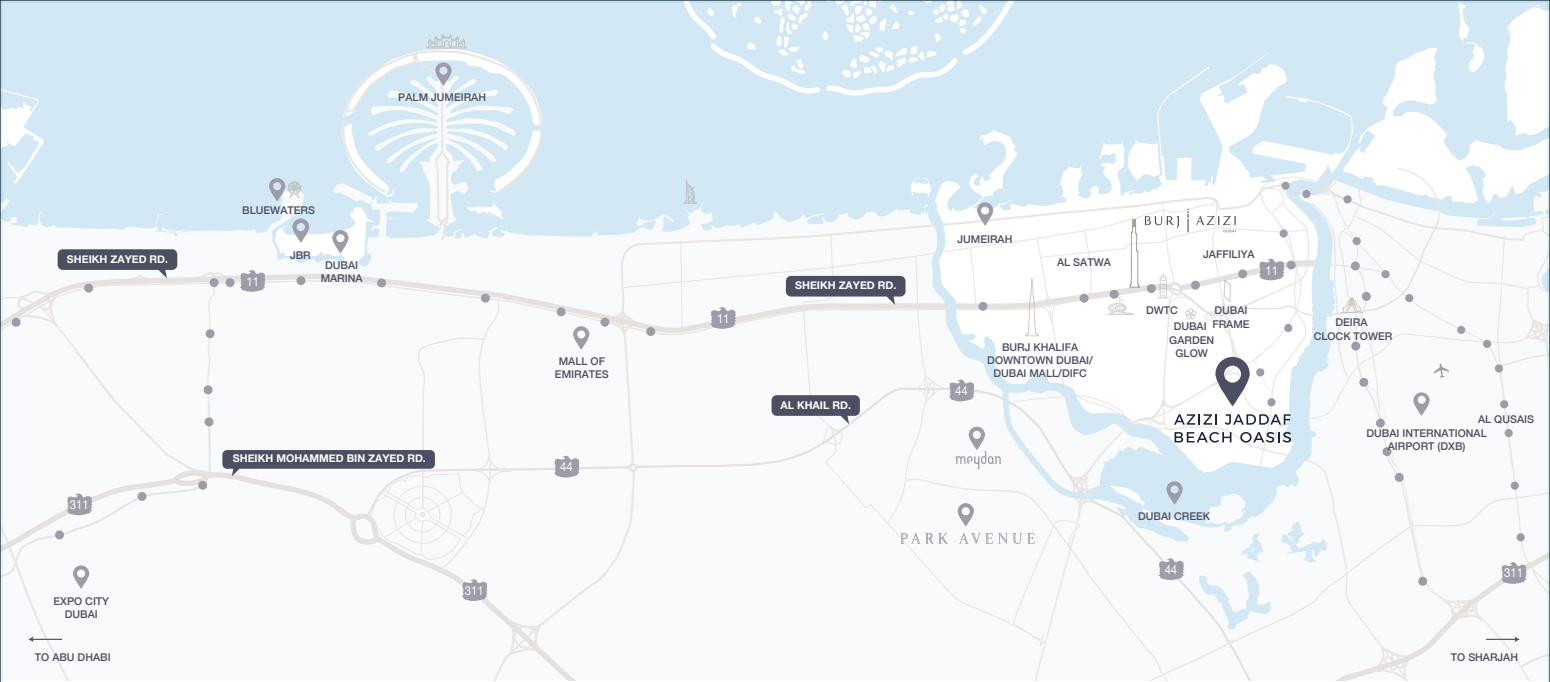 PALM JUMEIRAH
BLUEWATERS
JBR
DUBAI
MARINA
SHEIKH ZAYED RD.
11
JUMEIRAH
BURJ AZIZI
DUBAI
AL SATWA
JAFFILIYA
11
SHEIKH ZAYED RD.
11
DWTC
DUBAI
FRAME
DUBAI
GARDEN
GLOW
DEIRA
CLOCK TOWER
MALL OF
EMIRATES
BURJ KHALIFA
DOWNTOWN DUBAI/
DUBAI MALL/DIFC
44
AL KHAIL RD.
AZIZI JADDAF
BEACH OASIS
AL QUSAIS
DUBAI INTERNATIONAL
AIRPORT (DXB)
meydan
SHEIKH MOHAMMED BIN ZAYED RD.
44
311
DUBAI CREEK
PARK AVENUE
44
311
311
EXPO CITY
DUBAI
TO ABU DHABI
TO SHARJAH